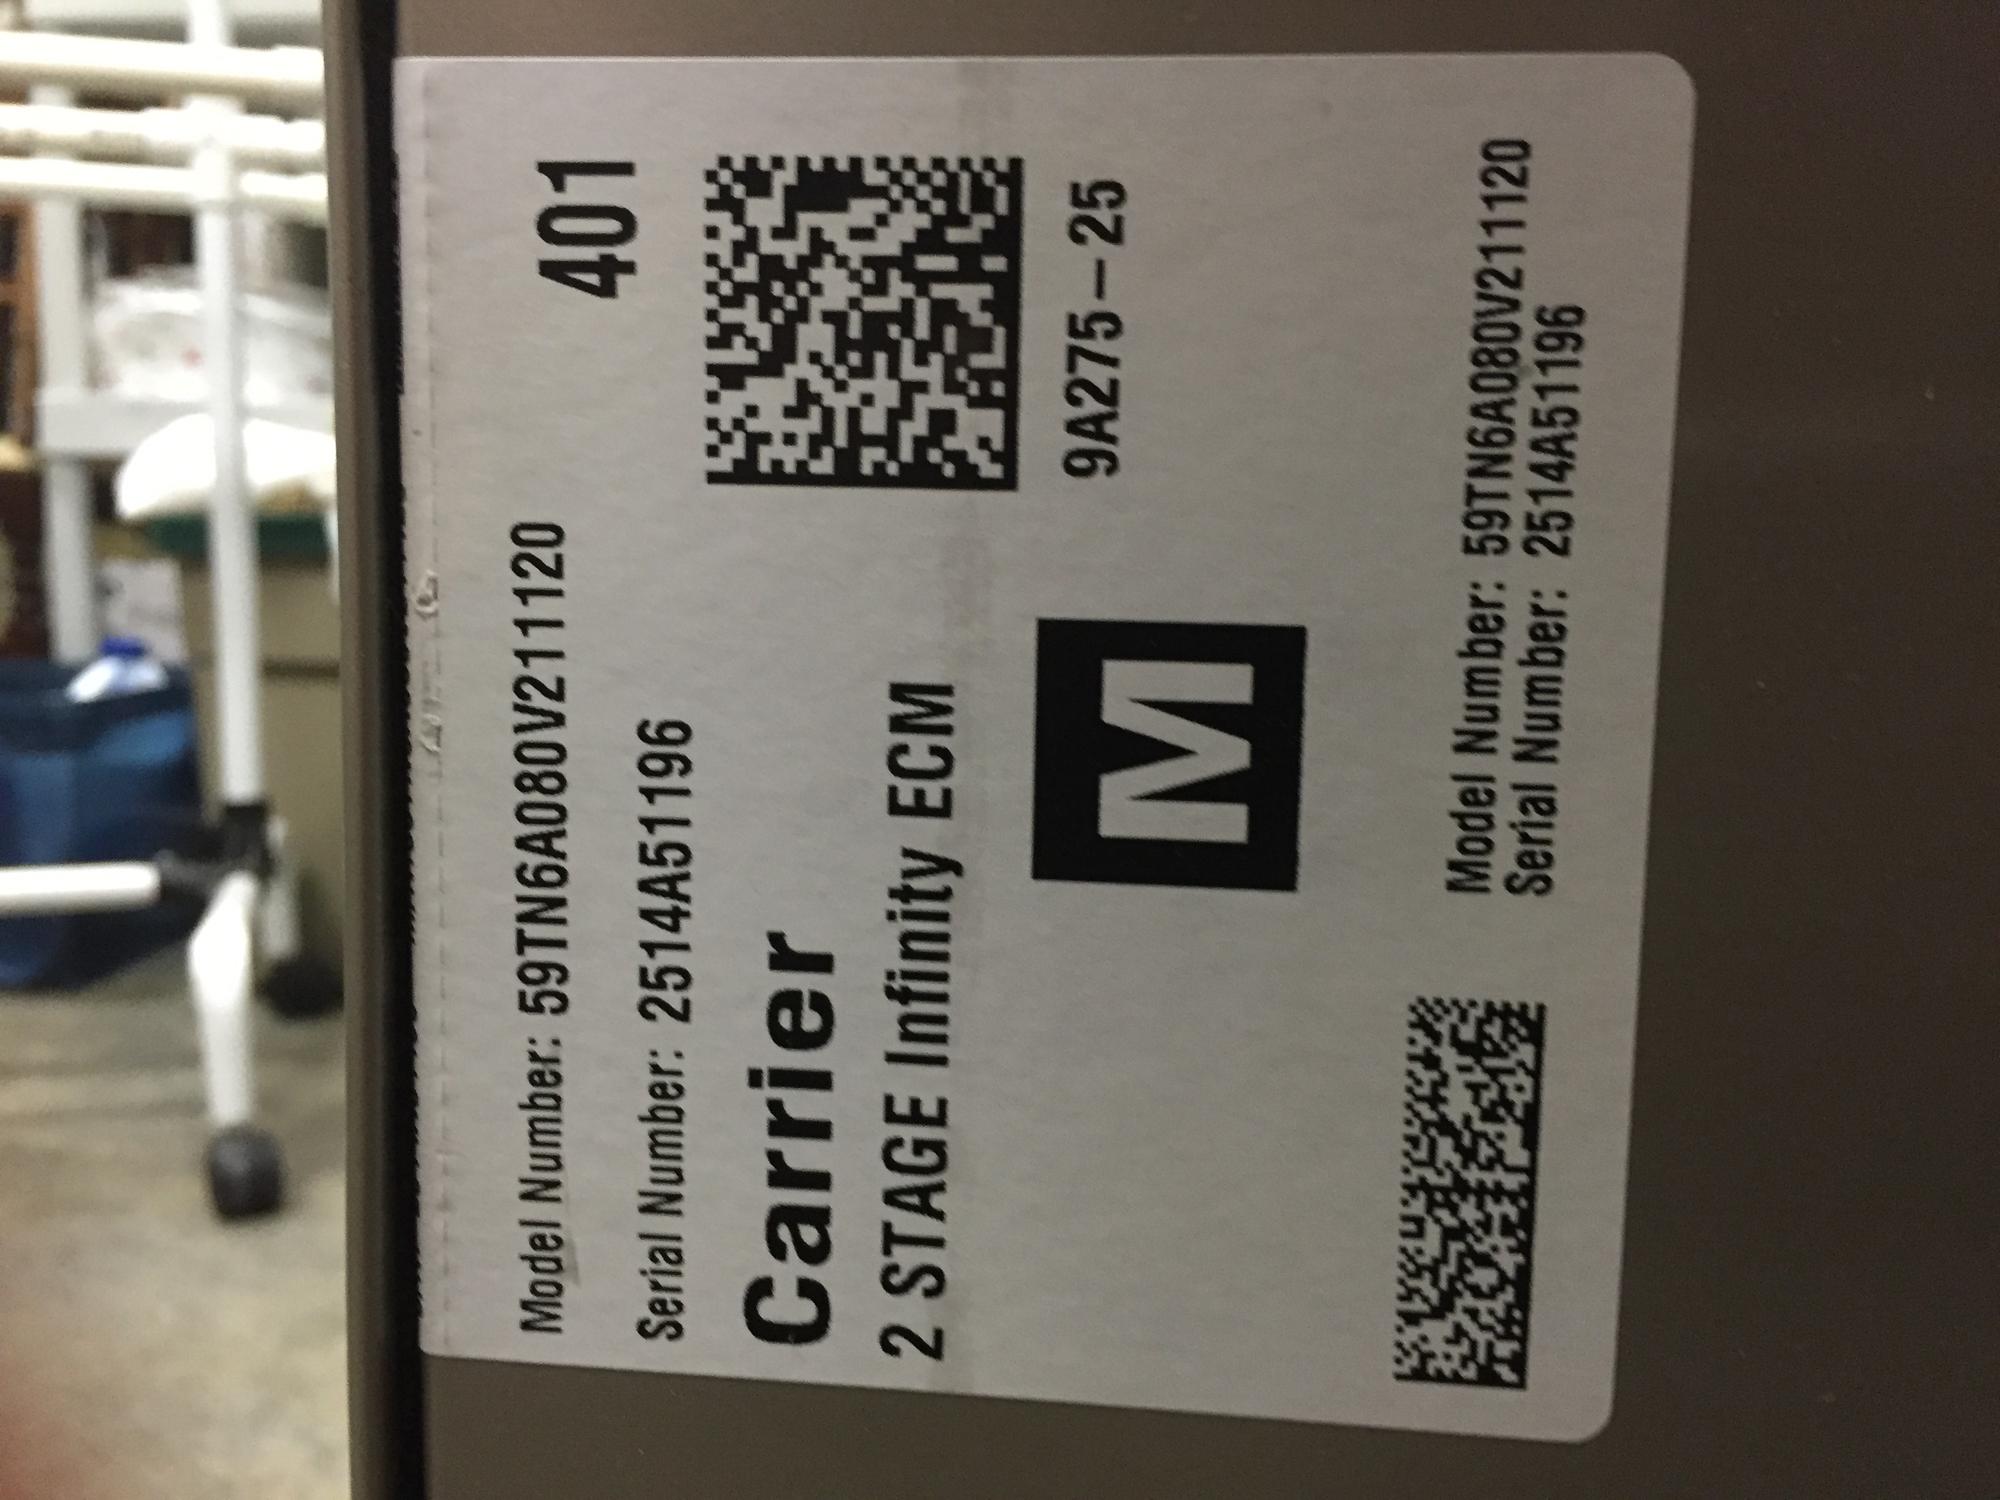 Model Number: 59TN6A080V211120
401
Serial Number: 2514A51196
Carrier
2 STAGE Infinity ECM
9A275-25
M
Model Number: 59TN6A080V211120
Serial Number: 2514A51196